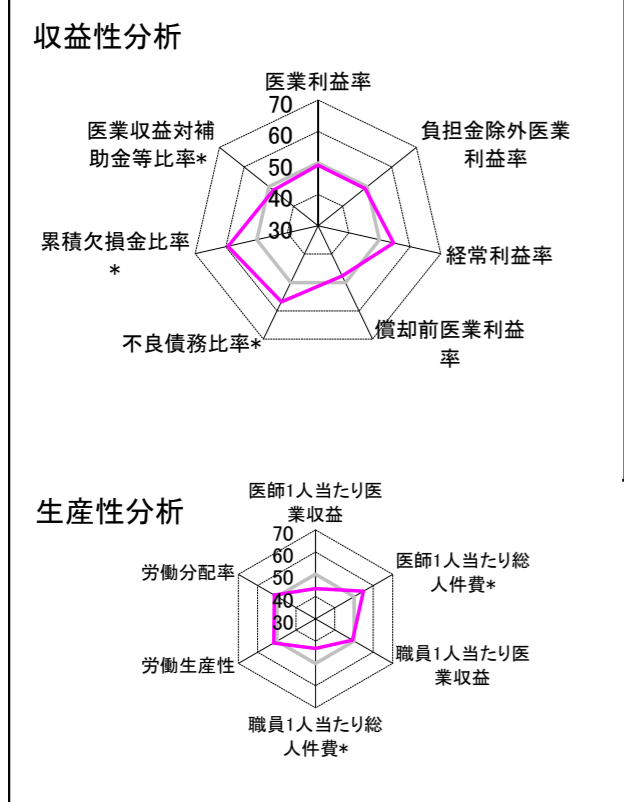 収益性分析
医業利益率
70
60
50
40
30
医業収益対補
助金等比率*
負担金除外医業
利益率
累積欠損金比率
*
経常利益率
不良債務比率*
償却前医業利益
率
生産性分析
医師1人当たり医
業収益
70
60
50
40
30
労働分配率
医師1人当たり総
人件費*
労働生産性
職員1人当たり医
業収益
職員1人当たり総
人件費*